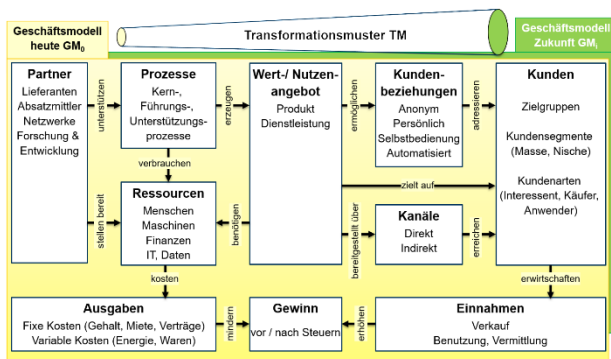 Geschäftsmodell
heute GM₀
Transformationsmuster TM
Geschäftsmodell
Zukunft GMᵢ
Partner
Lieferanten
Absatzmittler
Netzwerke
Forschung &
Entwicklung
unterstützen
Prozesse
Kern-,
Führungs-,
Unterstützungs-
prozesse
erzeugen
Wert-/ Nutzen-
angebot
Produkt
Dienstleistung
ermöglichen
Kunden-
beziehungen
Anonym
Persönlich
Selbstbedienung
Automatisiert
adressieren
Kunden
Zielgruppen
Kundensegmente
(Masse, Nische)
Kundenarten
(Interessent, Käufer,
Anwender)
verbrauchen
zielt auf
stellen bereit
Ressourcen
Menschen
Maschinen
Finanzen
IT, Daten
benötigen
bereitgestellt über
Kanäle
Direkt
Indirekt
erreichen
kosten
erwirtschaften
Ausgaben
Fixe Kosten (Gehalt, Miete, Verträge)
Variable Kosten (Energie, Waren)
mindern
Gewinn
vor / nach Steuern
erhöhen
Einnahmen
Verkauf
Benutzung, Vermittlung